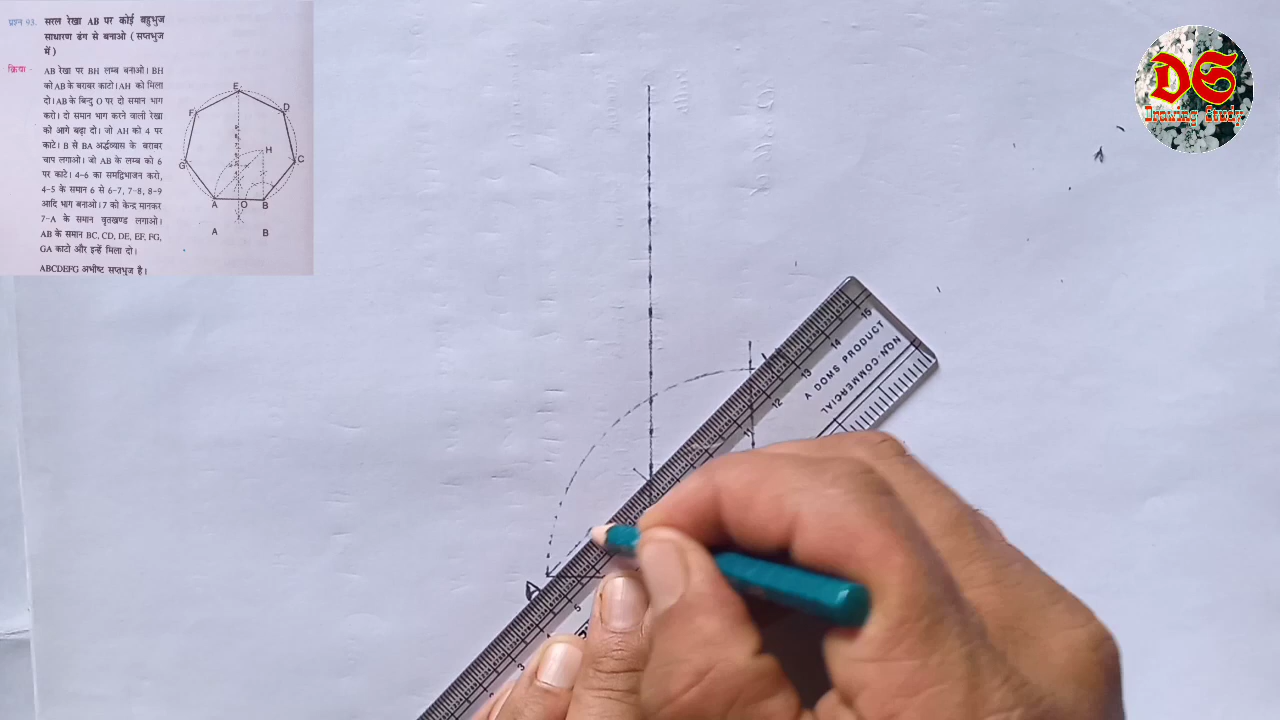 प्रश्न 93. सरल रेखा AB पर कोई बहुभुज
साधारण ढंग से बनाओ ( सप्तभुज
में )
क्रिया - AB रेखा पर BH लम्ब बनाओ। BH
को AB के बराबर काटो। AH को मिला
दो। AB के बिन्दु O पर दो समान भाग
करो। दो समान भाग करने वाली रेखा
को आगे बढ़ा दो। जो AH को 4 पर
काटे। B से BA अर्द्धव्यास के बराबर
चाप लगाओ। जो AB के लम्ब को 6
पर काटे। 4-6 का समद्विभाजन करो,
4-5 के समान 6 से 6-7, 7-8, 8-9
आदि भाग बनाओ। 7 को केन्द्र मानकर
7-A के समान वृतखण्ड लगाओ।
AB के समान BC, CD, DE, EF, FG,
GA काटो और इन्हें मिला दो।
ABCDEFG अभीष्ट सप्तभुज है।
E
F D
H
G C
A O B
A B
DS
Drawing Study
15
14
13
12
11
A DOMS PRODUCT
NON COMMERCIAL
5
3
A